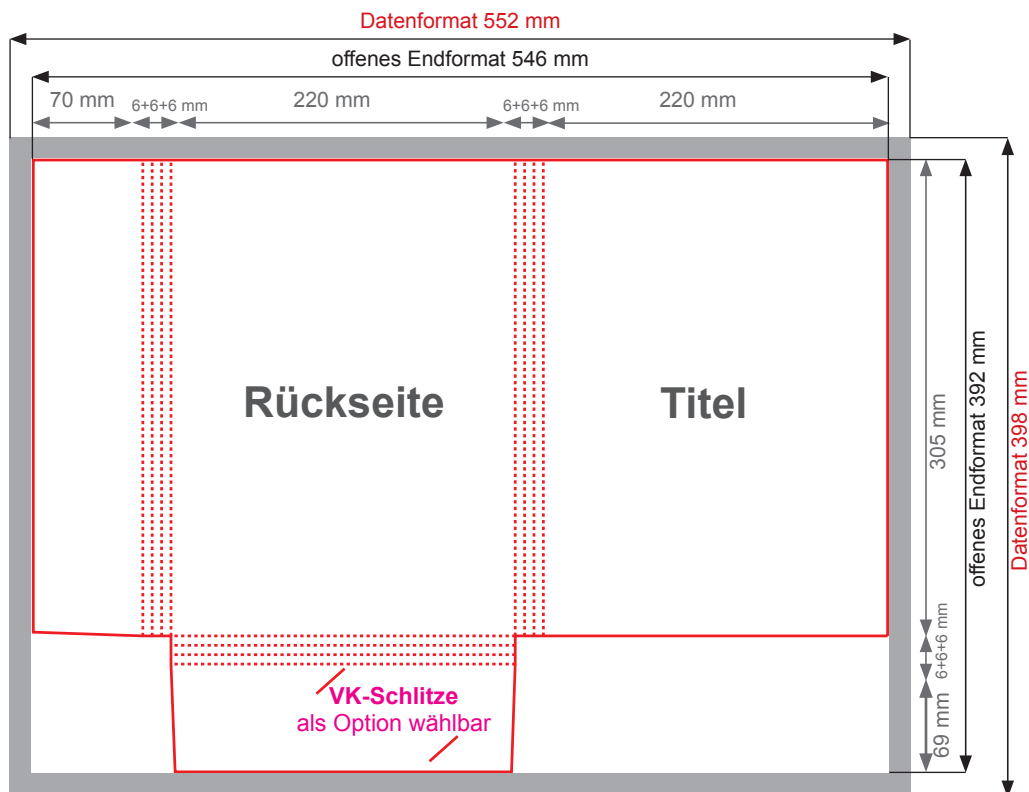 Datenformat 552 mm
offenes Endformat 546 mm
70 mm
6+6+6 mm
220 mm
6+6+6 mm
220 mm
Rückseite
Titel
305 mm
offenes Endformat 392 mm
Datenformat 398 mm
6+6+6 mm
69 mm
VK-Schlitze
als Option wählbar